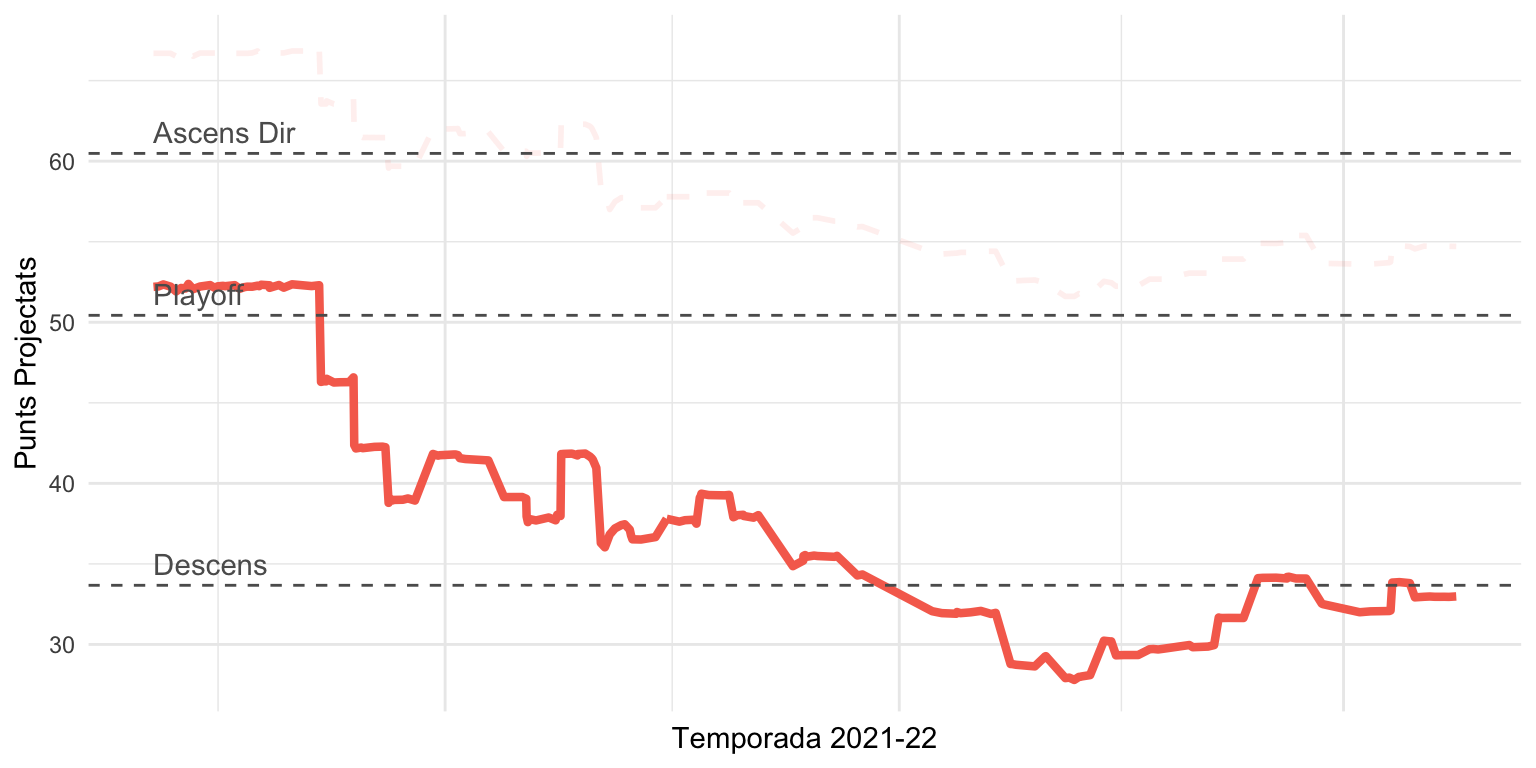 Ascens Dir
60
Playoff
50
40
Descens
30
Punts Projectats
Temporada 2021-22